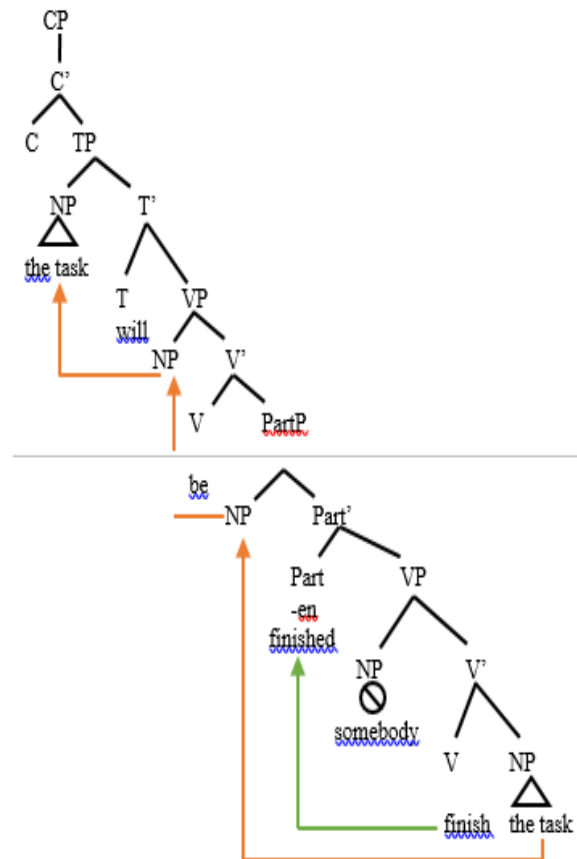 CP
C’
C TP
NP T’
the task
T VP
will
NP V’
V PartP
be
NP Part’
Part VP
-en
finished
NP V’
somebody
V NP
finish the task